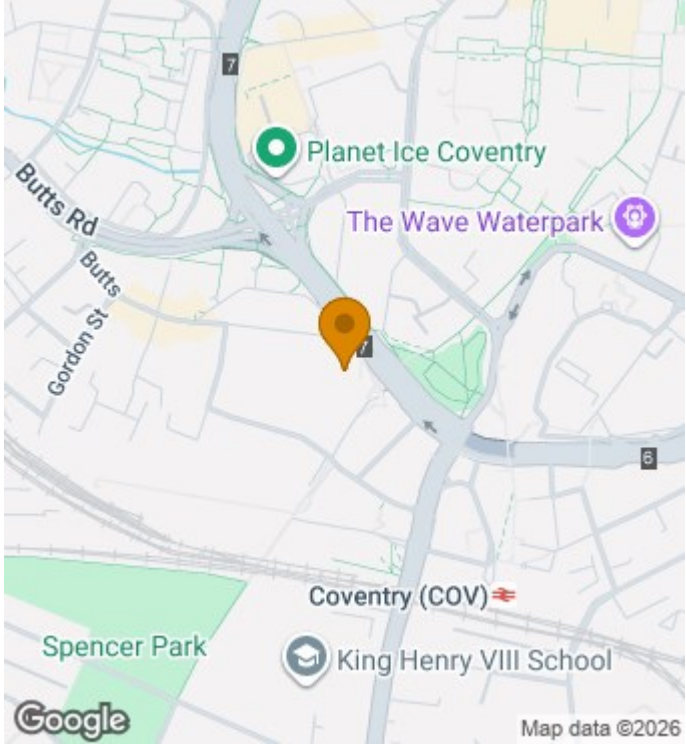 7
Planet Ice Coventry
Butts Rd
The Wave Waterpark
Butts
Gordon St
7
6
Coventry (COV)
Spencer Park
King Henry VIII School
Google
Map data ©2026